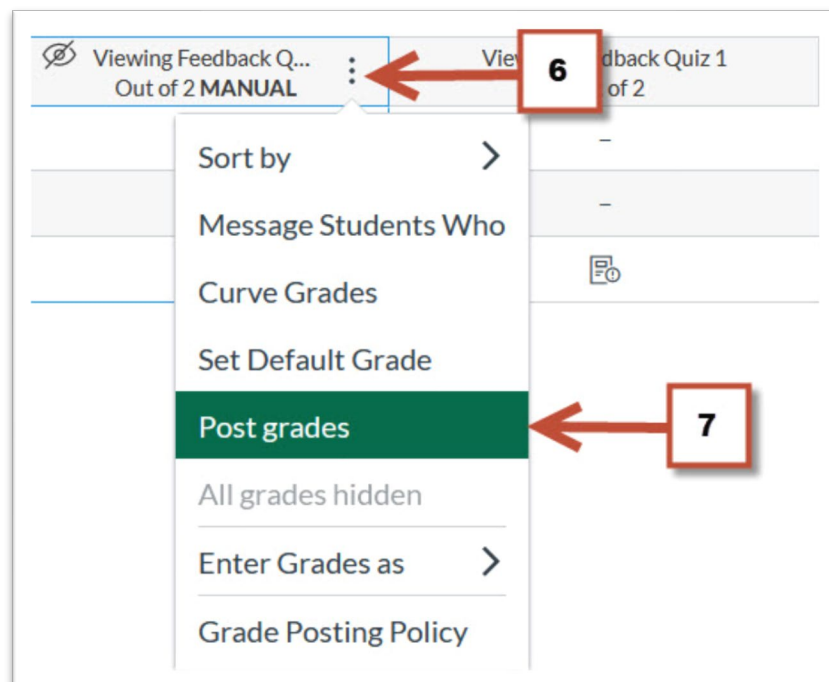 Viewing Feedback Q...
Out of 2 MANUAL
6
Vie dback Quiz 1
of 2
–
Sort by
–
Message Students Who
Curve Grades
Set Default Grade
Post grades
7
All grades hidden
Enter Grades as
Grade Posting Policy